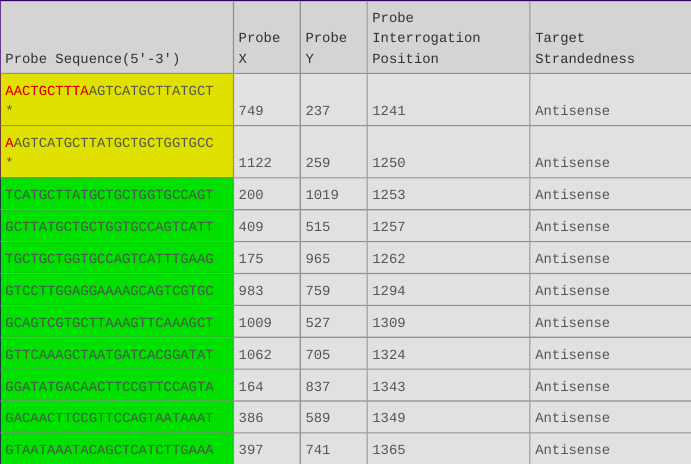 Probe Sequence(5'-3') Probe X Probe Y Probe Interrogation Position Target Strandedness
AACTGCTTTAAGTCATGCTTATGCT* 749 237 1241 Antisense
AAGTCATGCTTATGCTGCTGGTGCC* 1122 259 1250 Antisense
TCATGCTTATGCTGCTGGTGCCAGT 200 1019 1253 Antisense
GCTTATGCTGCTGGTGCCAGTCATT 409 515 1257 Antisense
TGCTGCTGGTGCCAGTCATTTGAAG 175 965 1262 Antisense
GTCCTTGGAGGAAAAGCAGTCGTGC 983 759 1294 Antisense
GCAGTCGTGCTTAAAGTTCAAAGCT 1009 527 1309 Antisense
GTTCAAAGCTAATGATCACGGATAT 1062 705 1324 Antisense
GGATATGACAACTTCCGTTCCAGTA 164 837 1343 Antisense
GACAACTTCCGTTCCAGTAATAAAT 386 589 1349 Antisense
GTAATAAATACAGCTCATCTTGAAA 397 741 1365 Antisense